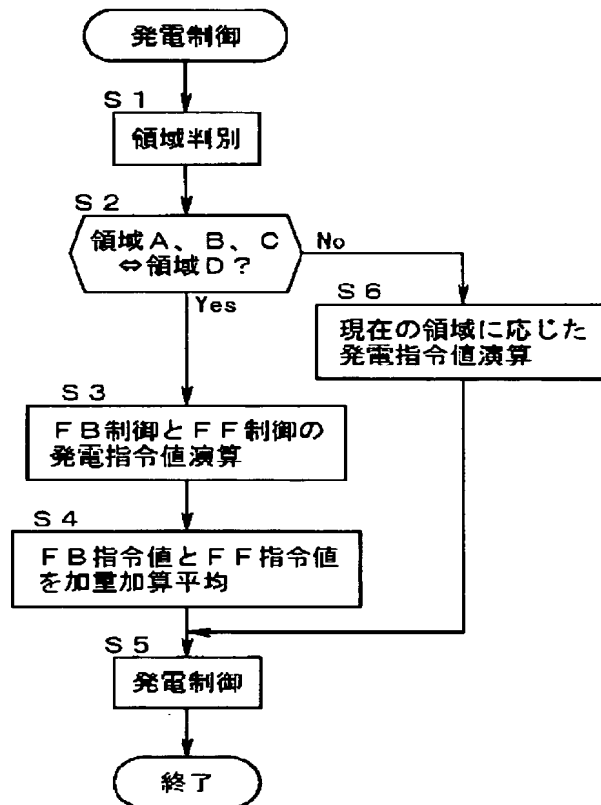 発電制御
S1
領域判別
S2
領域A、B、C
⇔領域D?
No
Yes
S6
現在の領域に応じた
発電指令値演算
S3
FB制御とFF制御の
発電指令値演算
S4
FB指令値とFF指令値
を加重加算平均
S5
発電制御
終了